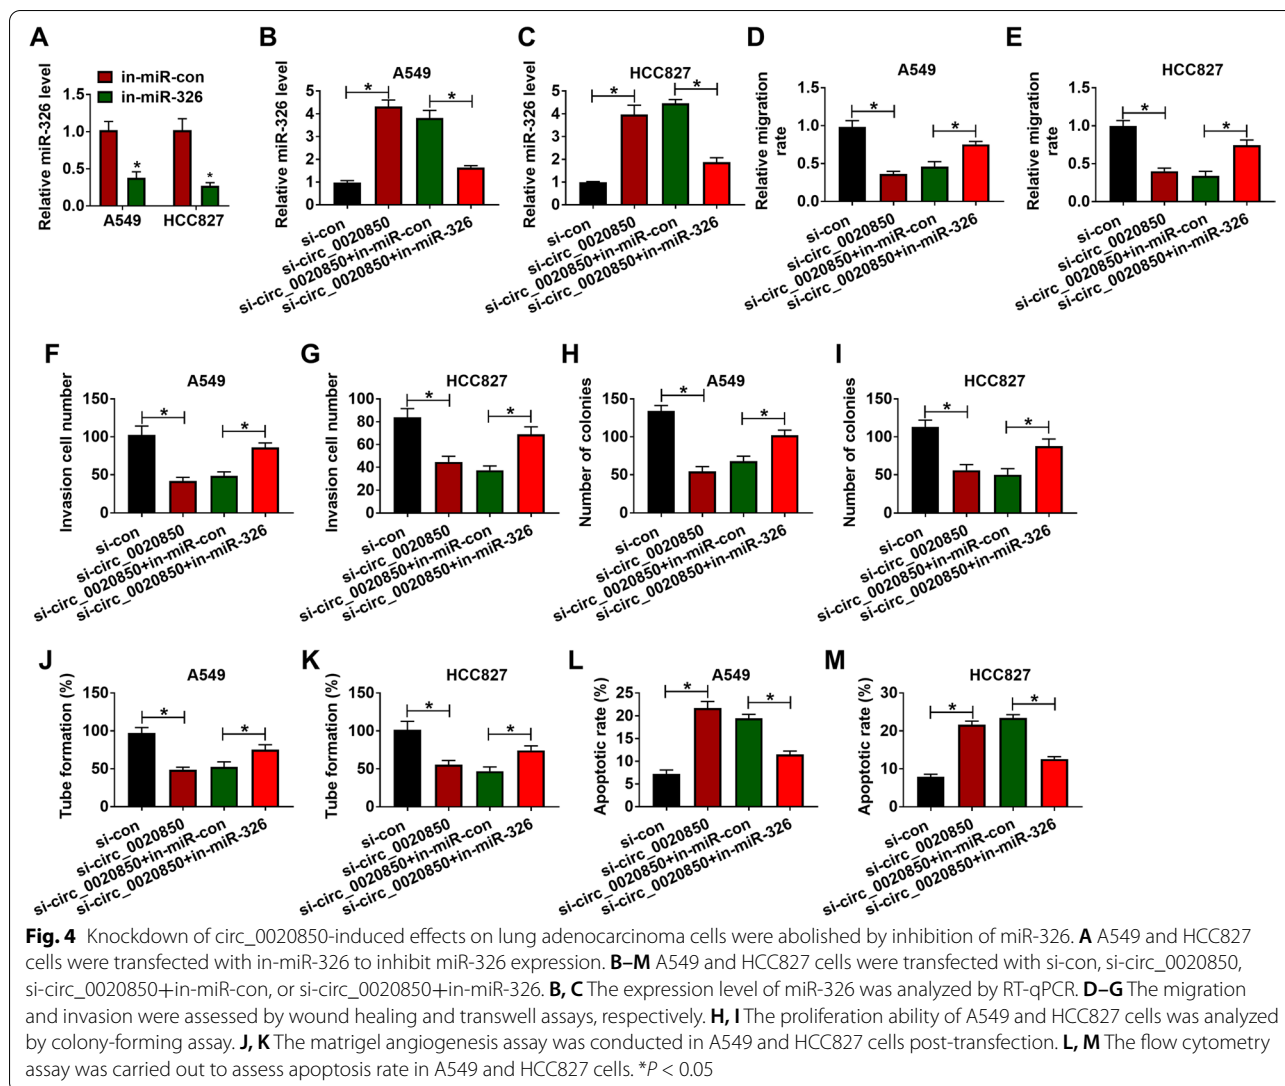 A
B
C
D
E
in-miR-con
in-miR-326
Relative miR-326 level
1.5
1.0
0.5
0.0
*
*
A549
HCC827
A549
Relative miR-326 level
5
4
3
2
1
0
*
*
si-con
si-circ_0020850
si-circ_0020850+in-miR-con
si-circ_0020850+in-miR-326
HCC827
Relative miR-326 level
5
4
3
2
1
0
*
*
si-con
si-circ_0020850
si-circ_0020850+in-miR-con
si-circ_0020850+in-miR-326
A549
Relative migration
rate
1.5
1.0
0.5
0.0
*
*
si-con
si-circ_0020850
si-circ_0020850+in-miR-con
si-circ_0020850+in-miR-326
HCC827
Relative migration
rate
1.5
1.0
0.5
0.0
*
*
si-con
si-circ_0020850
si-circ_0020850+in-miR-con
si-circ_0020850+in-miR-326
F
G
H
I
A549
Invasion cell number
150
100
50
0
*
*
si-con
si-circ_0020850
si-circ_0020850+in-miR-con
si-circ_0020850+in-miR-326
HCC827
Invasion cell number
100
80
60
40
20
0
*
*
si-con
si-circ_0020850
si-circ_0020850+in-miR-con
si-circ_0020850+in-miR-326
A549
Number of colonies
150
100
50
0
*
*
si-con
si-circ_0020850
si-circ_0020850+in-miR-con
si-circ_0020850+in-miR-326
HCC827
Number of colonies
150
100
50
0
*
*
si-con
si-circ_0020850
si-circ_0020850+in-miR-con
si-circ_0020850+in-miR-326
J
K
L
M
A549
Tube formation (%)
150
100
50
0
*
*
si-con
si-circ_0020850
si-circ_0020850+in-miR-con
si-circ_0020850+in-miR-326
HCC827
Tube formation (%)
150
100
50
0
*
*
si-con
si-circ_0020850
si-circ_0020850+in-miR-con
si-circ_0020850+in-miR-326
A549
Apoptotic rate (%)
25
20
15
10
5
0
*
*
si-con
si-circ_0020850
si-circ_0020850+in-miR-con
si-circ_0020850+in-miR-326
HCC827
Apoptotic rate (%)
30
20
10
0
*
*
si-con
si-circ_0020850
si-circ_0020850+in-miR-con
si-circ_0020850+in-miR-326
Fig. 4 Knockdown of circ_0020850-induced effects on lung adenocarcinoma cells were abolished by inhibition of miR-326. A A549 and HCC827
cells were transfected with in-miR-326 to inhibit miR-326 expression. B–M A549 and HCC827 cells were transfected with si-con, si-circ_0020850,
si-circ_0020850+in-miR-con, or si-circ_0020850+in-miR-326. B, C The expression level of miR-326 was analyzed by RT-qPCR. D–G The migration
and invasion were assessed by wound healing and transwell assays, respectively. H, I The proliferation ability of A549 and HCC827 cells was analyzed
by colony-forming assay. J, K The matrigel angiogenesis assay was conducted in A549 and HCC827 cells post-transfection. L, M The flow cytometry
assay was carried out to assess apoptosis rate in A549 and HCC827 cells. *P < 0.05